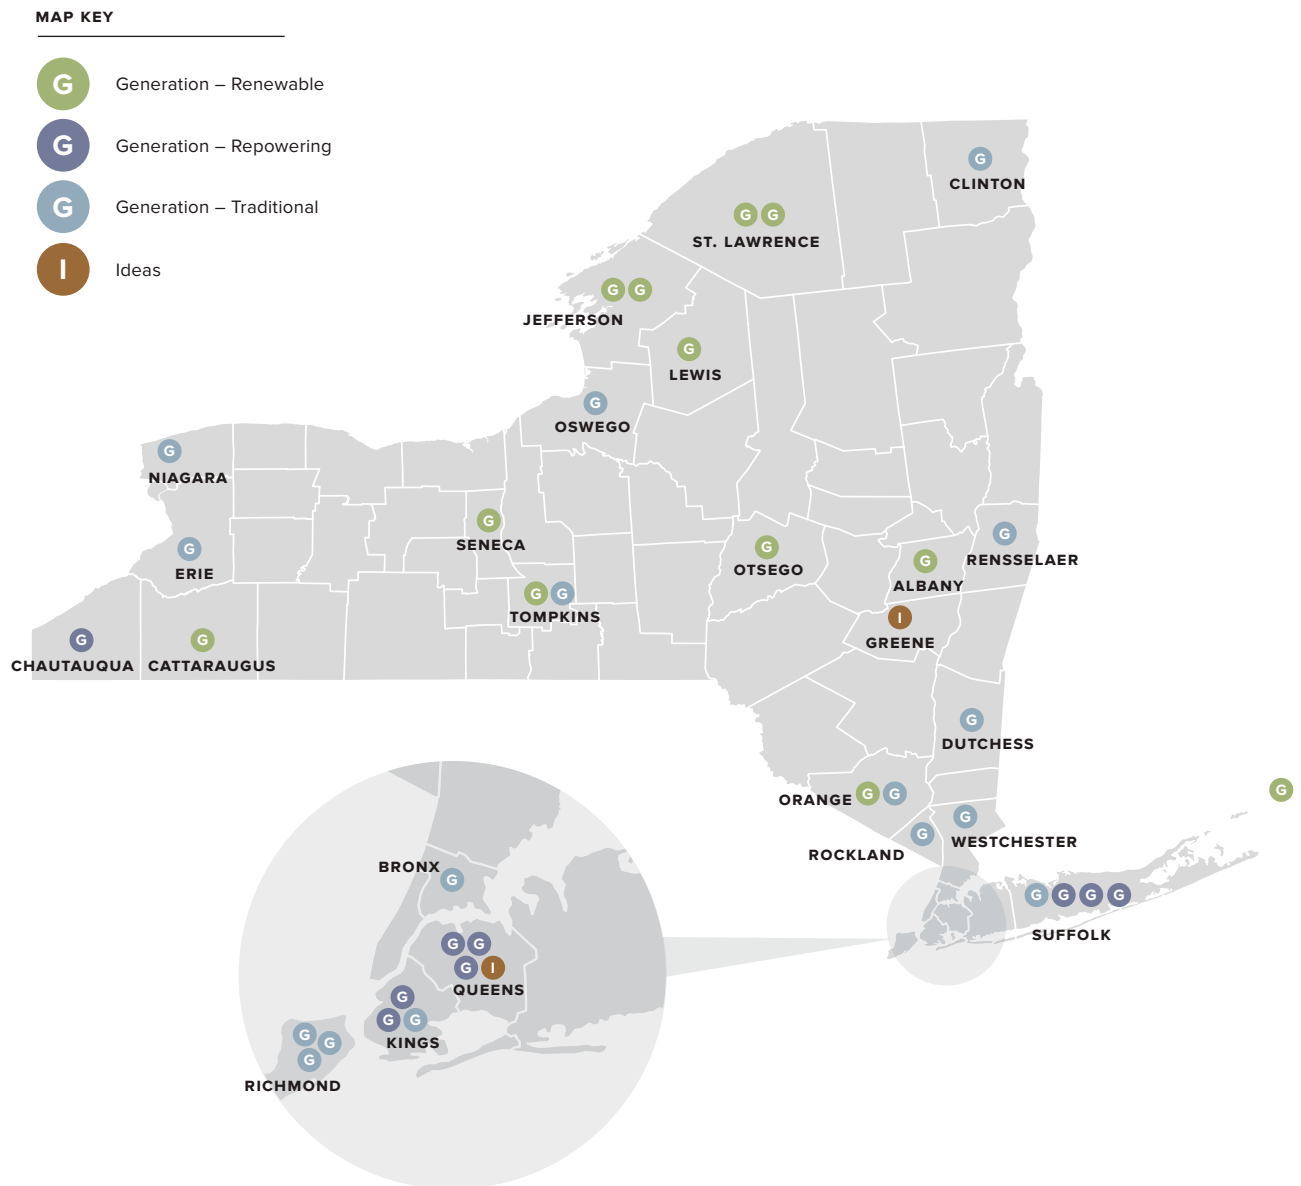 MAP KEY
G Generation – Renewable
G Generation – Repowering
G Generation – Traditional
I Ideas
G
CLINTON
G G
ST. LAWRENCE
G G
JEFFERSON
G
LEWIS
G
OSWEGO
G
NIAGARA
G
SENECA
G
ERIE
G
OTSEGO
G
ALBANY
G
RENSSELAER
G G
TOMPKINS
I
GREENE
G
CHAUTAUQUA
G
CATTARAUGUS
G
DUTCHESS
ORANGE G G
G
ROCKLAND
G
WESTCHESTER
G
G G G G
SUFFOLK
BRONX
G
G G
G I
QUEENS
G
G G
KINGS
G G
G
RICHMOND